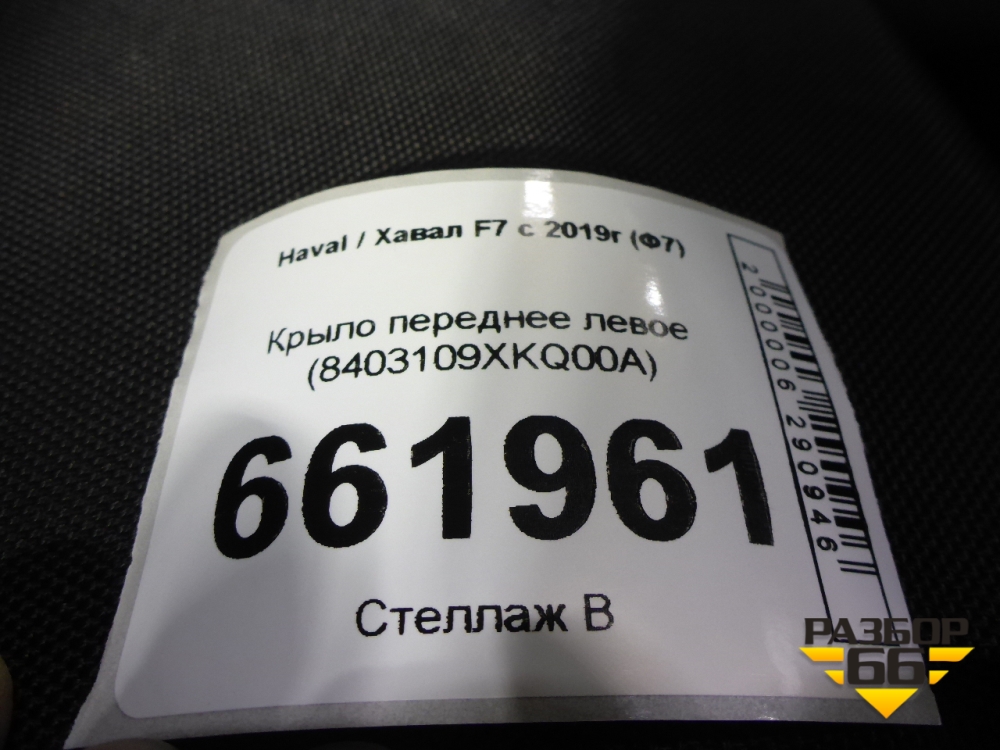 Haval / Хавал F7 с 2019г (Ф7)
Крыло переднее левое
(8403109XKQ00A)
661961
Стеллаж В
2000006290946
РАЗБОР
66